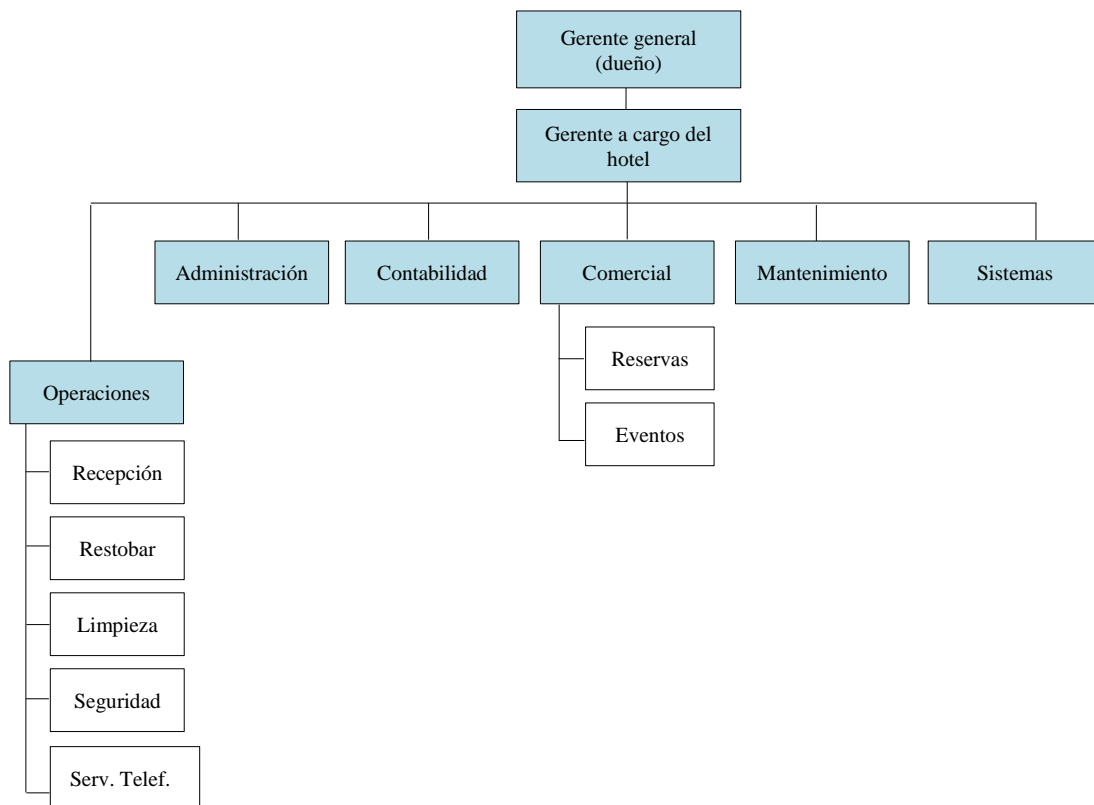 Gerente general
(dueño)
Gerente a cargo del
hotel
Administración
Contabilidad
Comercial
Mantenimiento
Sistemas
Reservas
Eventos
Operaciones
Recepción
Restobar
Limpieza
Seguridad
Serv. Telef.